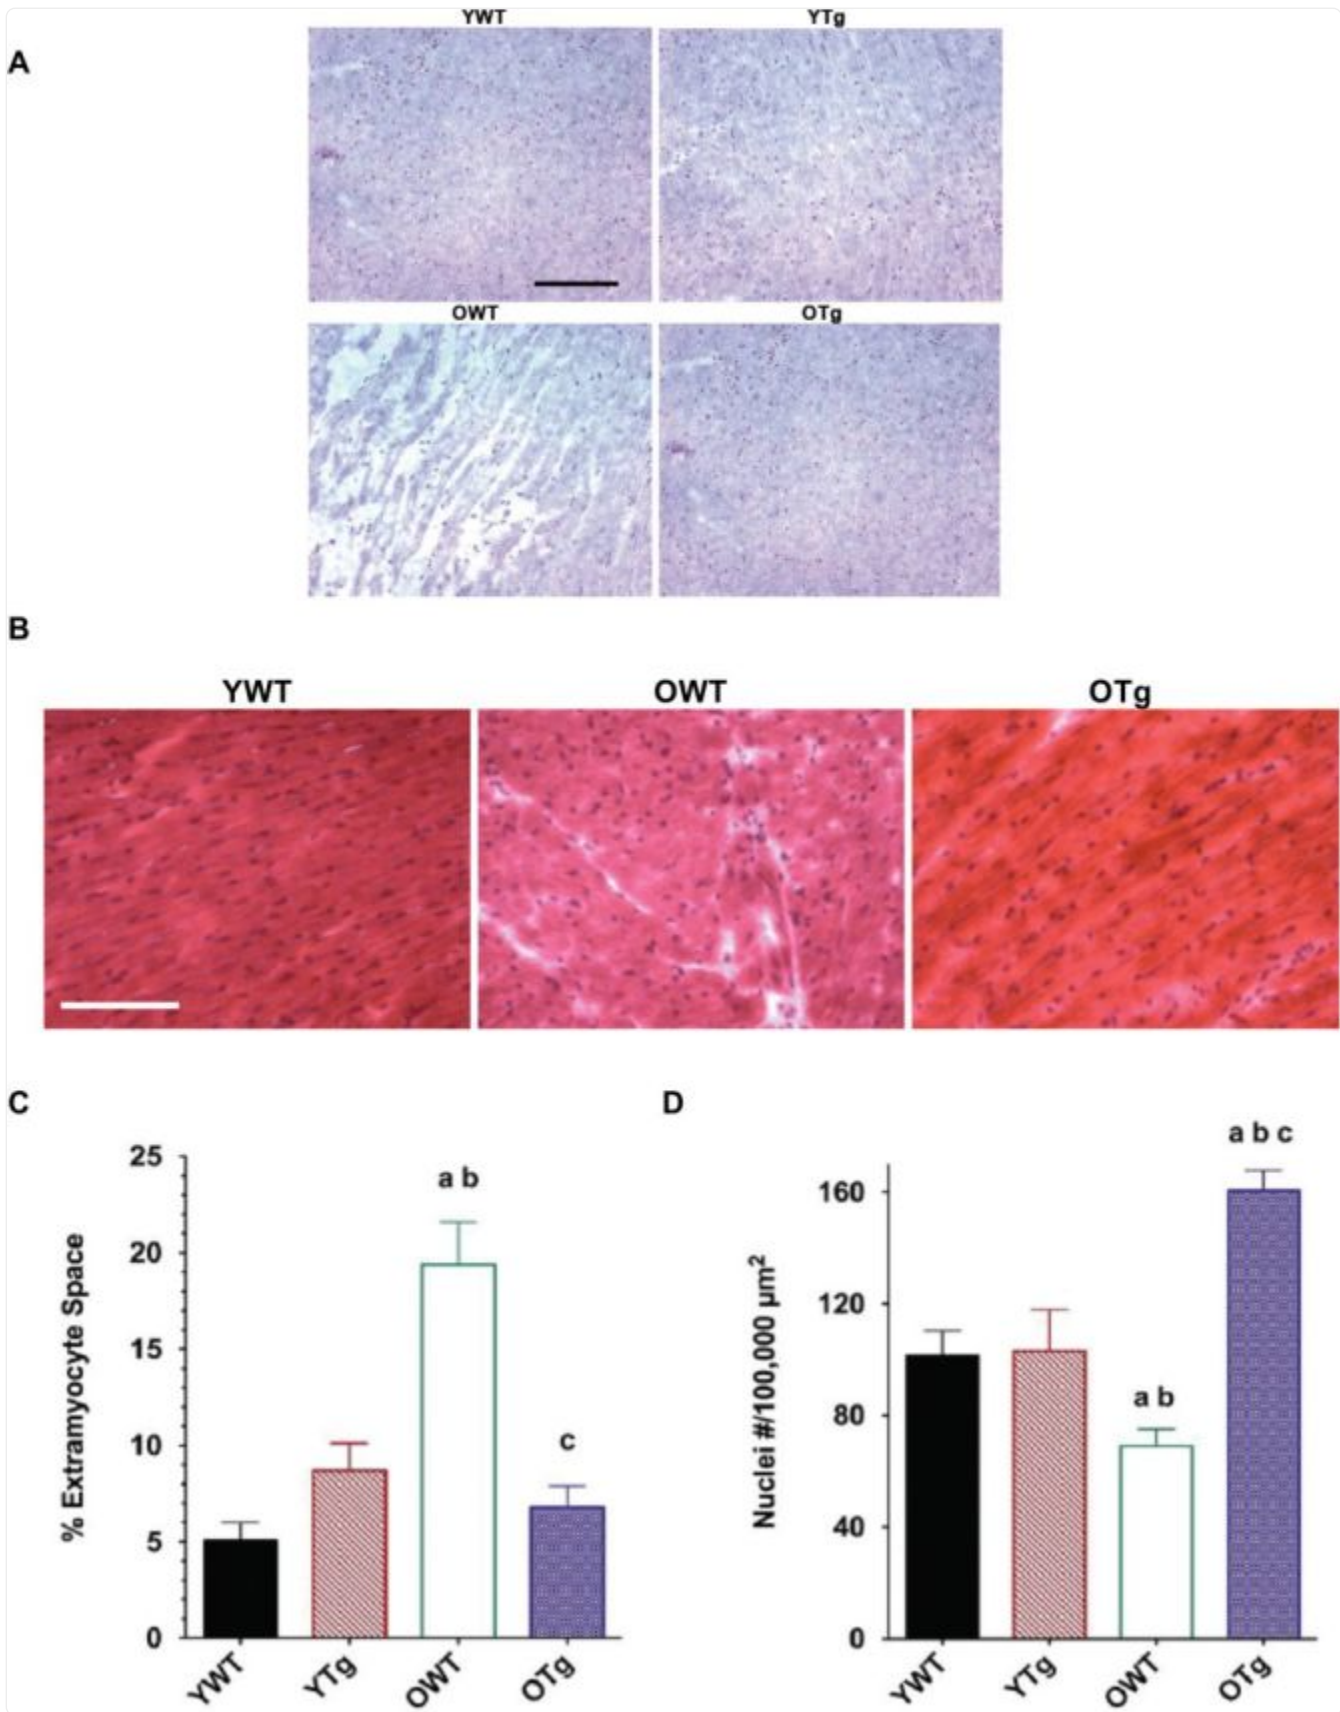 A
YWT
YTg
OWT
OTg
B
YWT
OWT
OTg
C
% Extramyocyte Space
25
20
15
10
5
0
a b
c
YWT
YTg
OWT
OTg
D
Nuclei #/100,000 µm²
160
120
80
40
0
a b
a b c
YWT
YTg
OWT
OTg